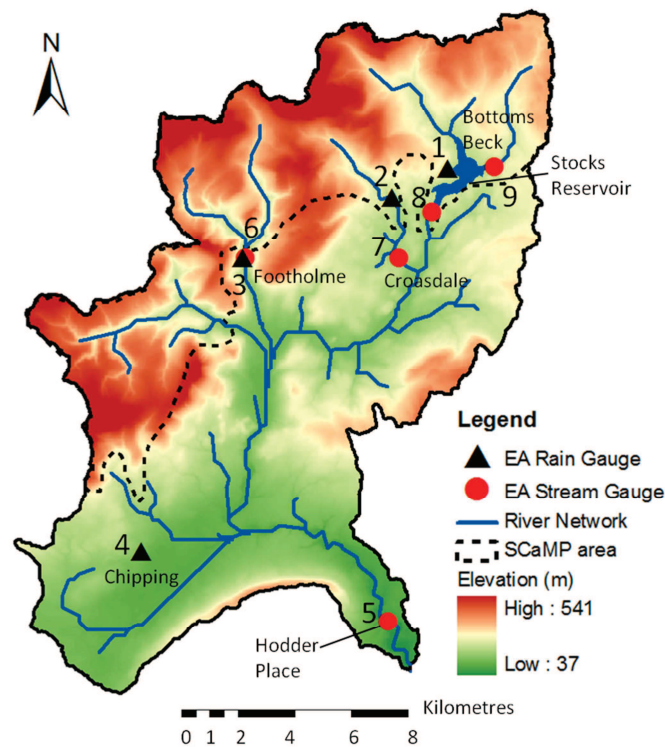 N
Bottoms
Beck
1
Stocks
Reservoir
2
8
9
6
7
3
Footholme
Croasdale
Legend
EA Rain Gauge
EA Stream Gauge
River Network
SCaMP area
Elevation (m)
High : 541
Low : 37
4
Chipping
5
Hodder
Place
Kilometres
0 1 2 4 6 8